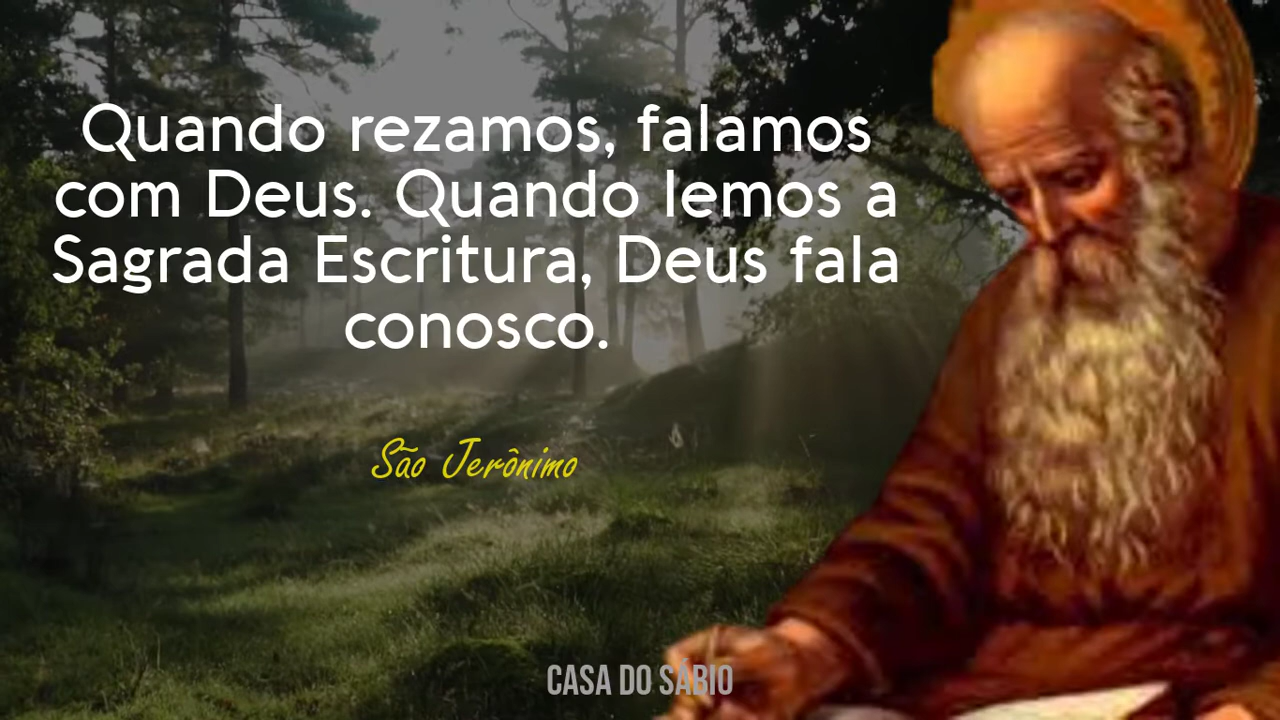 Quando rezamos, falamos
com Deus. Quando lemos a
Sagrada Escritura, Deus fala
conosco.
São Jerônimo
CASA DO SÁBIO